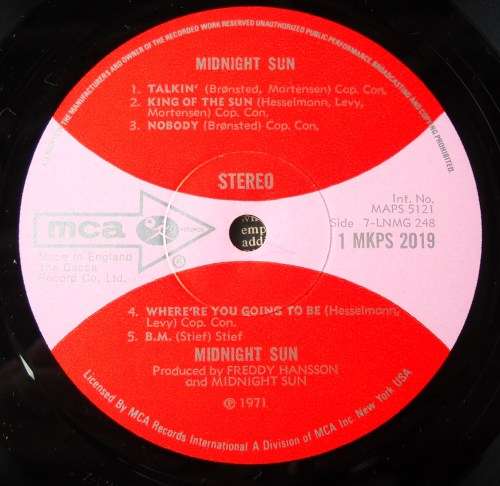 THE MANUFACTURERS AND OWNER OF THE RECORDED WORK RESERVED UNAUTHORISED PUBLIC PERFORMANCE BROADCASTING AND COPYING PROHIBITED.
MIDNIGHT SUN
1. TALKIN' (Brønsted, Mortensen) Cop. Con.
2. KING OF THE SUN (Hesselmann, Levy,
Mortensen) Cop. Con.
3. NOBODY (Brønsted) Cop. Con.
STEREO
Int. No.
MAPS 5121
Side 7-LNMG 248
1 MKPS 2019
mca records
®
Made in England
the Decca
Record Co. Ltd.
emp
addi
4. WHERE'RE YOU GOING TO BE (Hesselmann,
Levy) Cop. Con.
5. B.M. (Stief) Stief
MIDNIGHT SUN
Produced by FREDDY HANSSON
and MIDNIGHT SUN
℗ 1971
Licensed By MCA Records International A Division of MCA Inc. New York USA